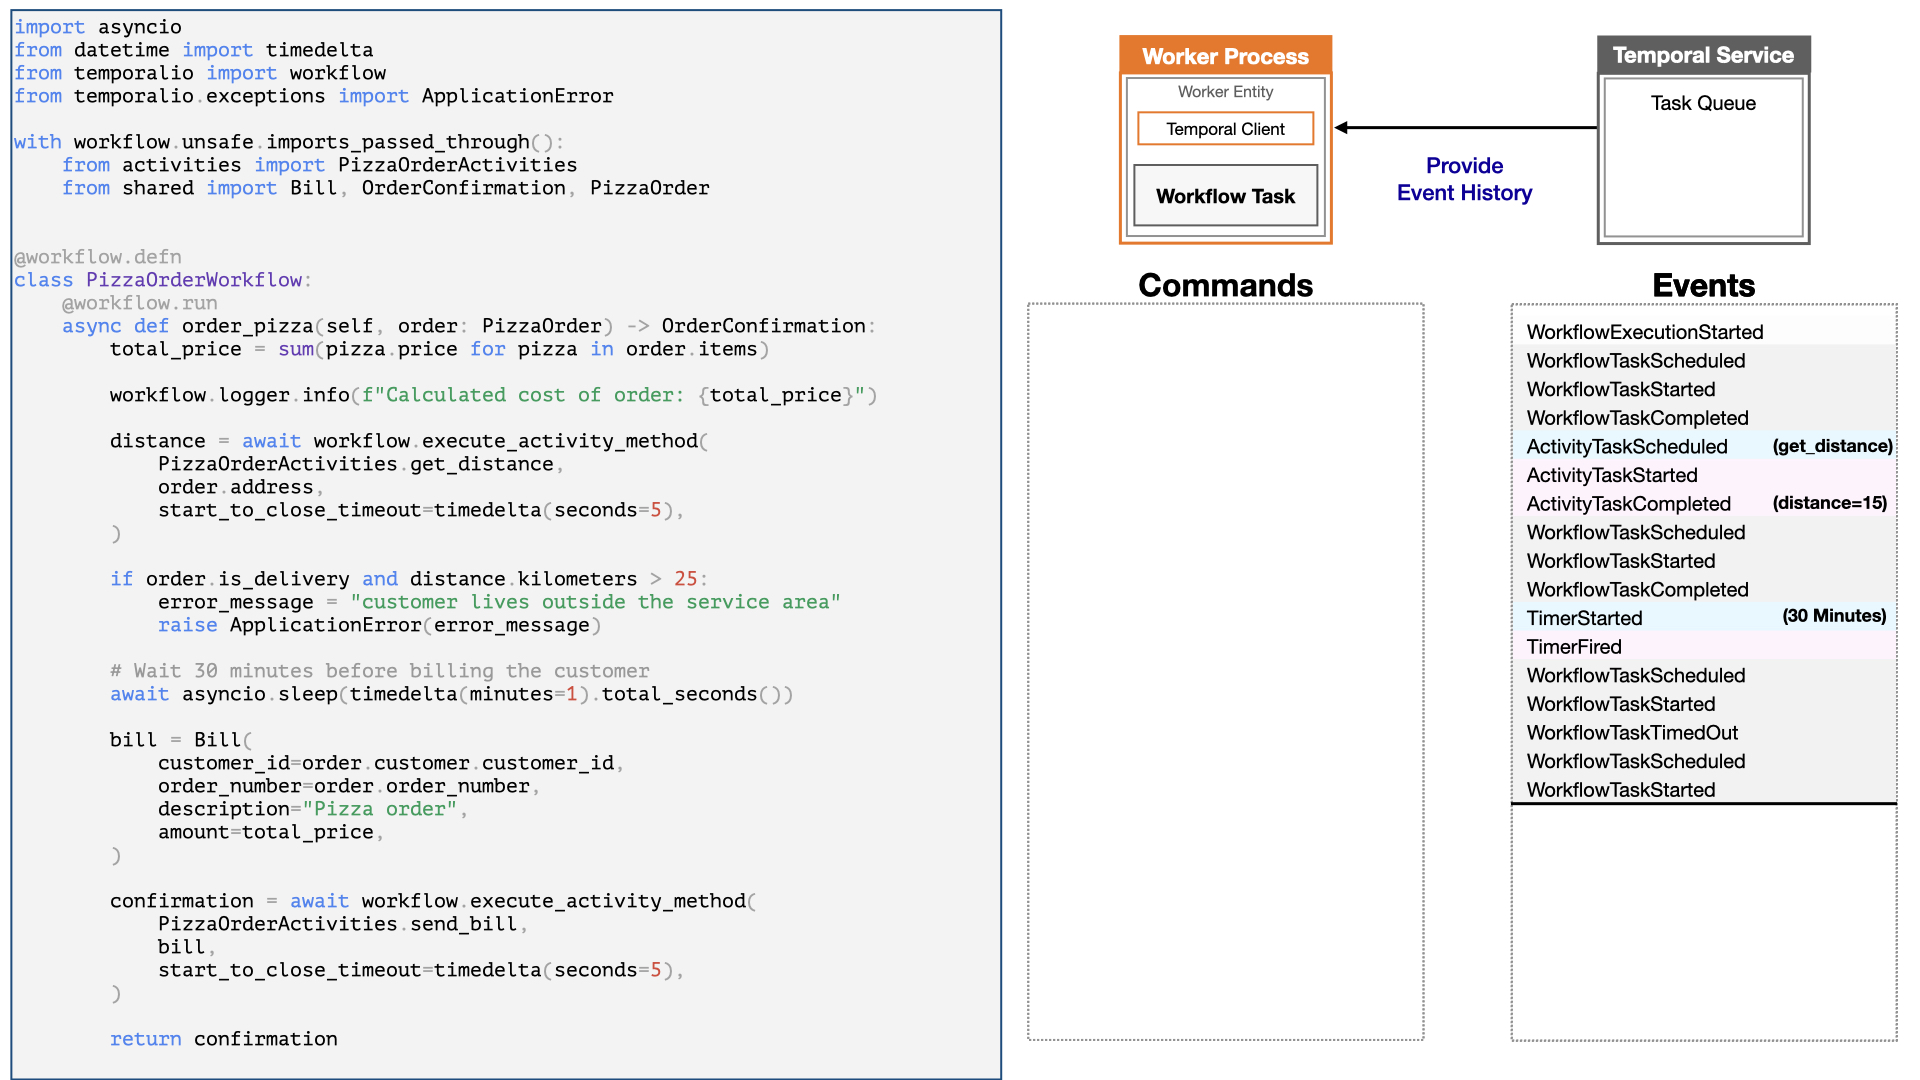 import asyncio
from datetime import timedelta
from temporalio import workflow
from temporalio.exceptions import ApplicationError

with workflow.unsafe.imports_passed_through():
    from activities import PizzaOrderActivities
    from shared import Bill, OrderConfirmation, PizzaOrder

@workflow.defn
class PizzaOrderWorkflow:
    @workflow.run
    async def order_pizza(self, order: PizzaOrder) -> OrderConfirmation:
        total_price = sum(pizza.price for pizza in order.items)

        workflow.logger.info(f"Calculated cost of order: {total_price}")

        distance = await workflow.execute_activity_method(
            PizzaOrderActivities.get_distance,
            order.address,
            start_to_close_timeout=timedelta(seconds=5),
        )

        if order.is_delivery and distance.kilometers > 25:
            error_message = "customer lives outside the service area"
            raise ApplicationError(error_message)

        # Wait 30 minutes before billing the customer
        await asyncio.sleep(timedelta(minutes=1).total_seconds())

        bill = Bill(
            customer_id=order.customer.customer_id,
            order_number=order.order_number,
            description="Pizza order",
            amount=total_price,
        )

        confirmation = await workflow.execute_activity_method(
            PizzaOrderActivities.send_bill,
            bill,
            start_to_close_timeout=timedelta(seconds=5),
        )

        return confirmation
Worker Process
Worker Entity
Temporal Client
Workflow Task
Provide
Event History
Temporal Service
Task Queue
Commands
Events
WorkflowExecutionStarted
WorkflowTaskScheduled
WorkflowTaskStarted
WorkflowTaskCompleted
ActivityTaskScheduled (get_distance)
ActivityTaskStarted
ActivityTaskCompleted (distance=15)
WorkflowTaskScheduled
WorkflowTaskStarted
WorkflowTaskCompleted
TimerStarted (30 Minutes)
TimerFired
WorkflowTaskScheduled
WorkflowTaskStarted
WorkflowTaskTimedOut
WorkflowTaskScheduled
WorkflowTaskStarted